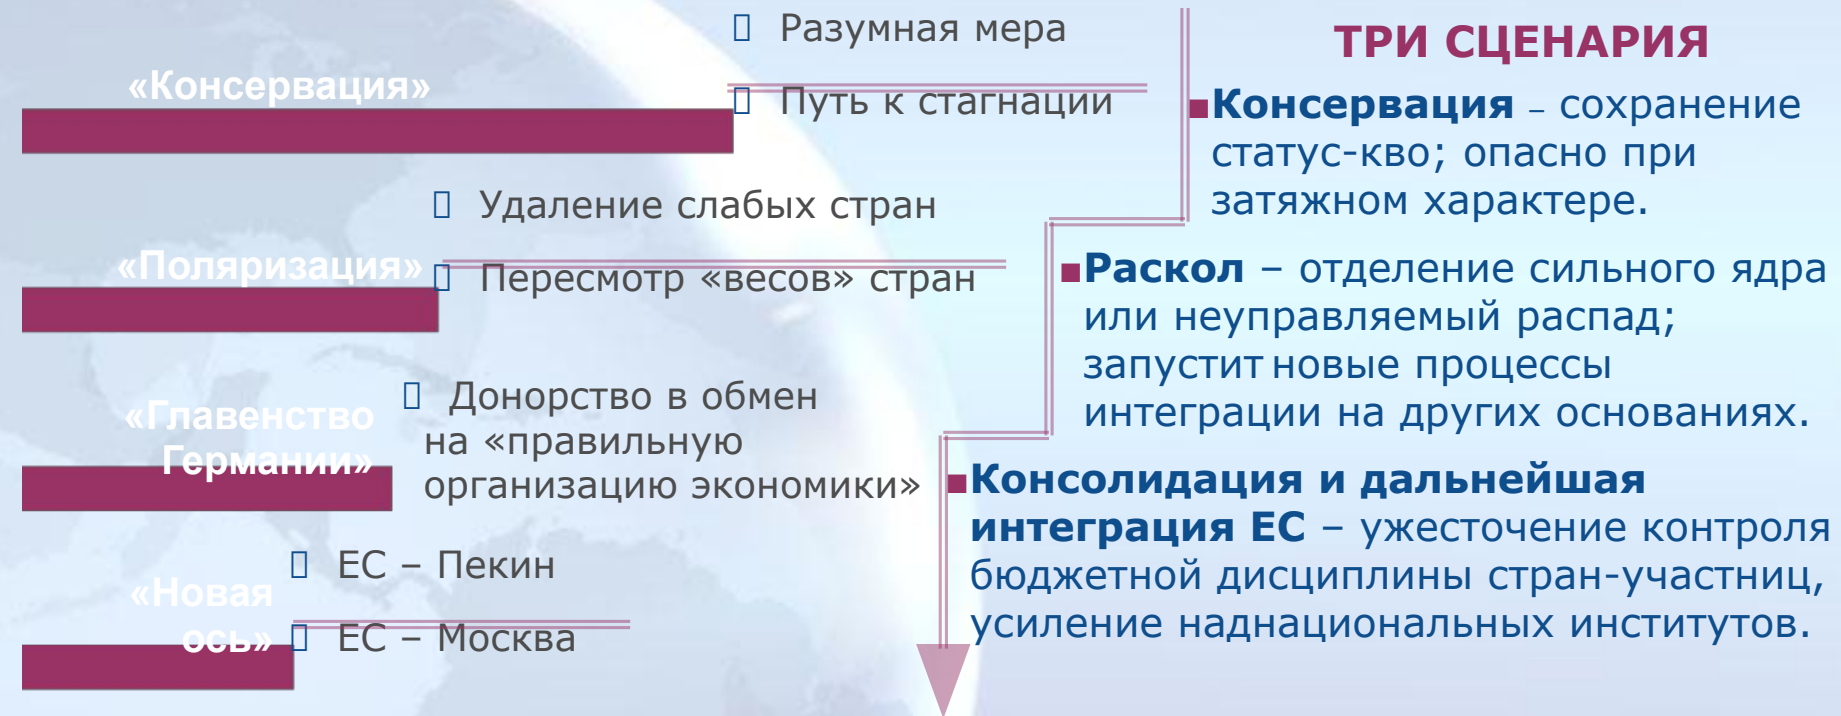 «Консервация»
Разумная мера
Путь к стагнации
«Поляризация»
Удаление слабых стран
Пересмотр «весов» стран
«Главенство
Германии»
Донорство в обмен
на «правильную
организацию экономики»
«Новая
ось»
ЕС – Пекин
ЕС – Москва
ТРИ СЦЕНАРИЯ
Консервация – сохранение
статус-кво; опасно при
затяжном характере.
Раскол – отделение сильного ядра
или неуправляемый распад;
запустит новые процессы
интеграции на других основаниях.
Консолидация и дальнейшая
интеграция ЕС – ужесточение контроля
бюджетной дисциплины стран-участниц,
усиление наднациональных институтов.